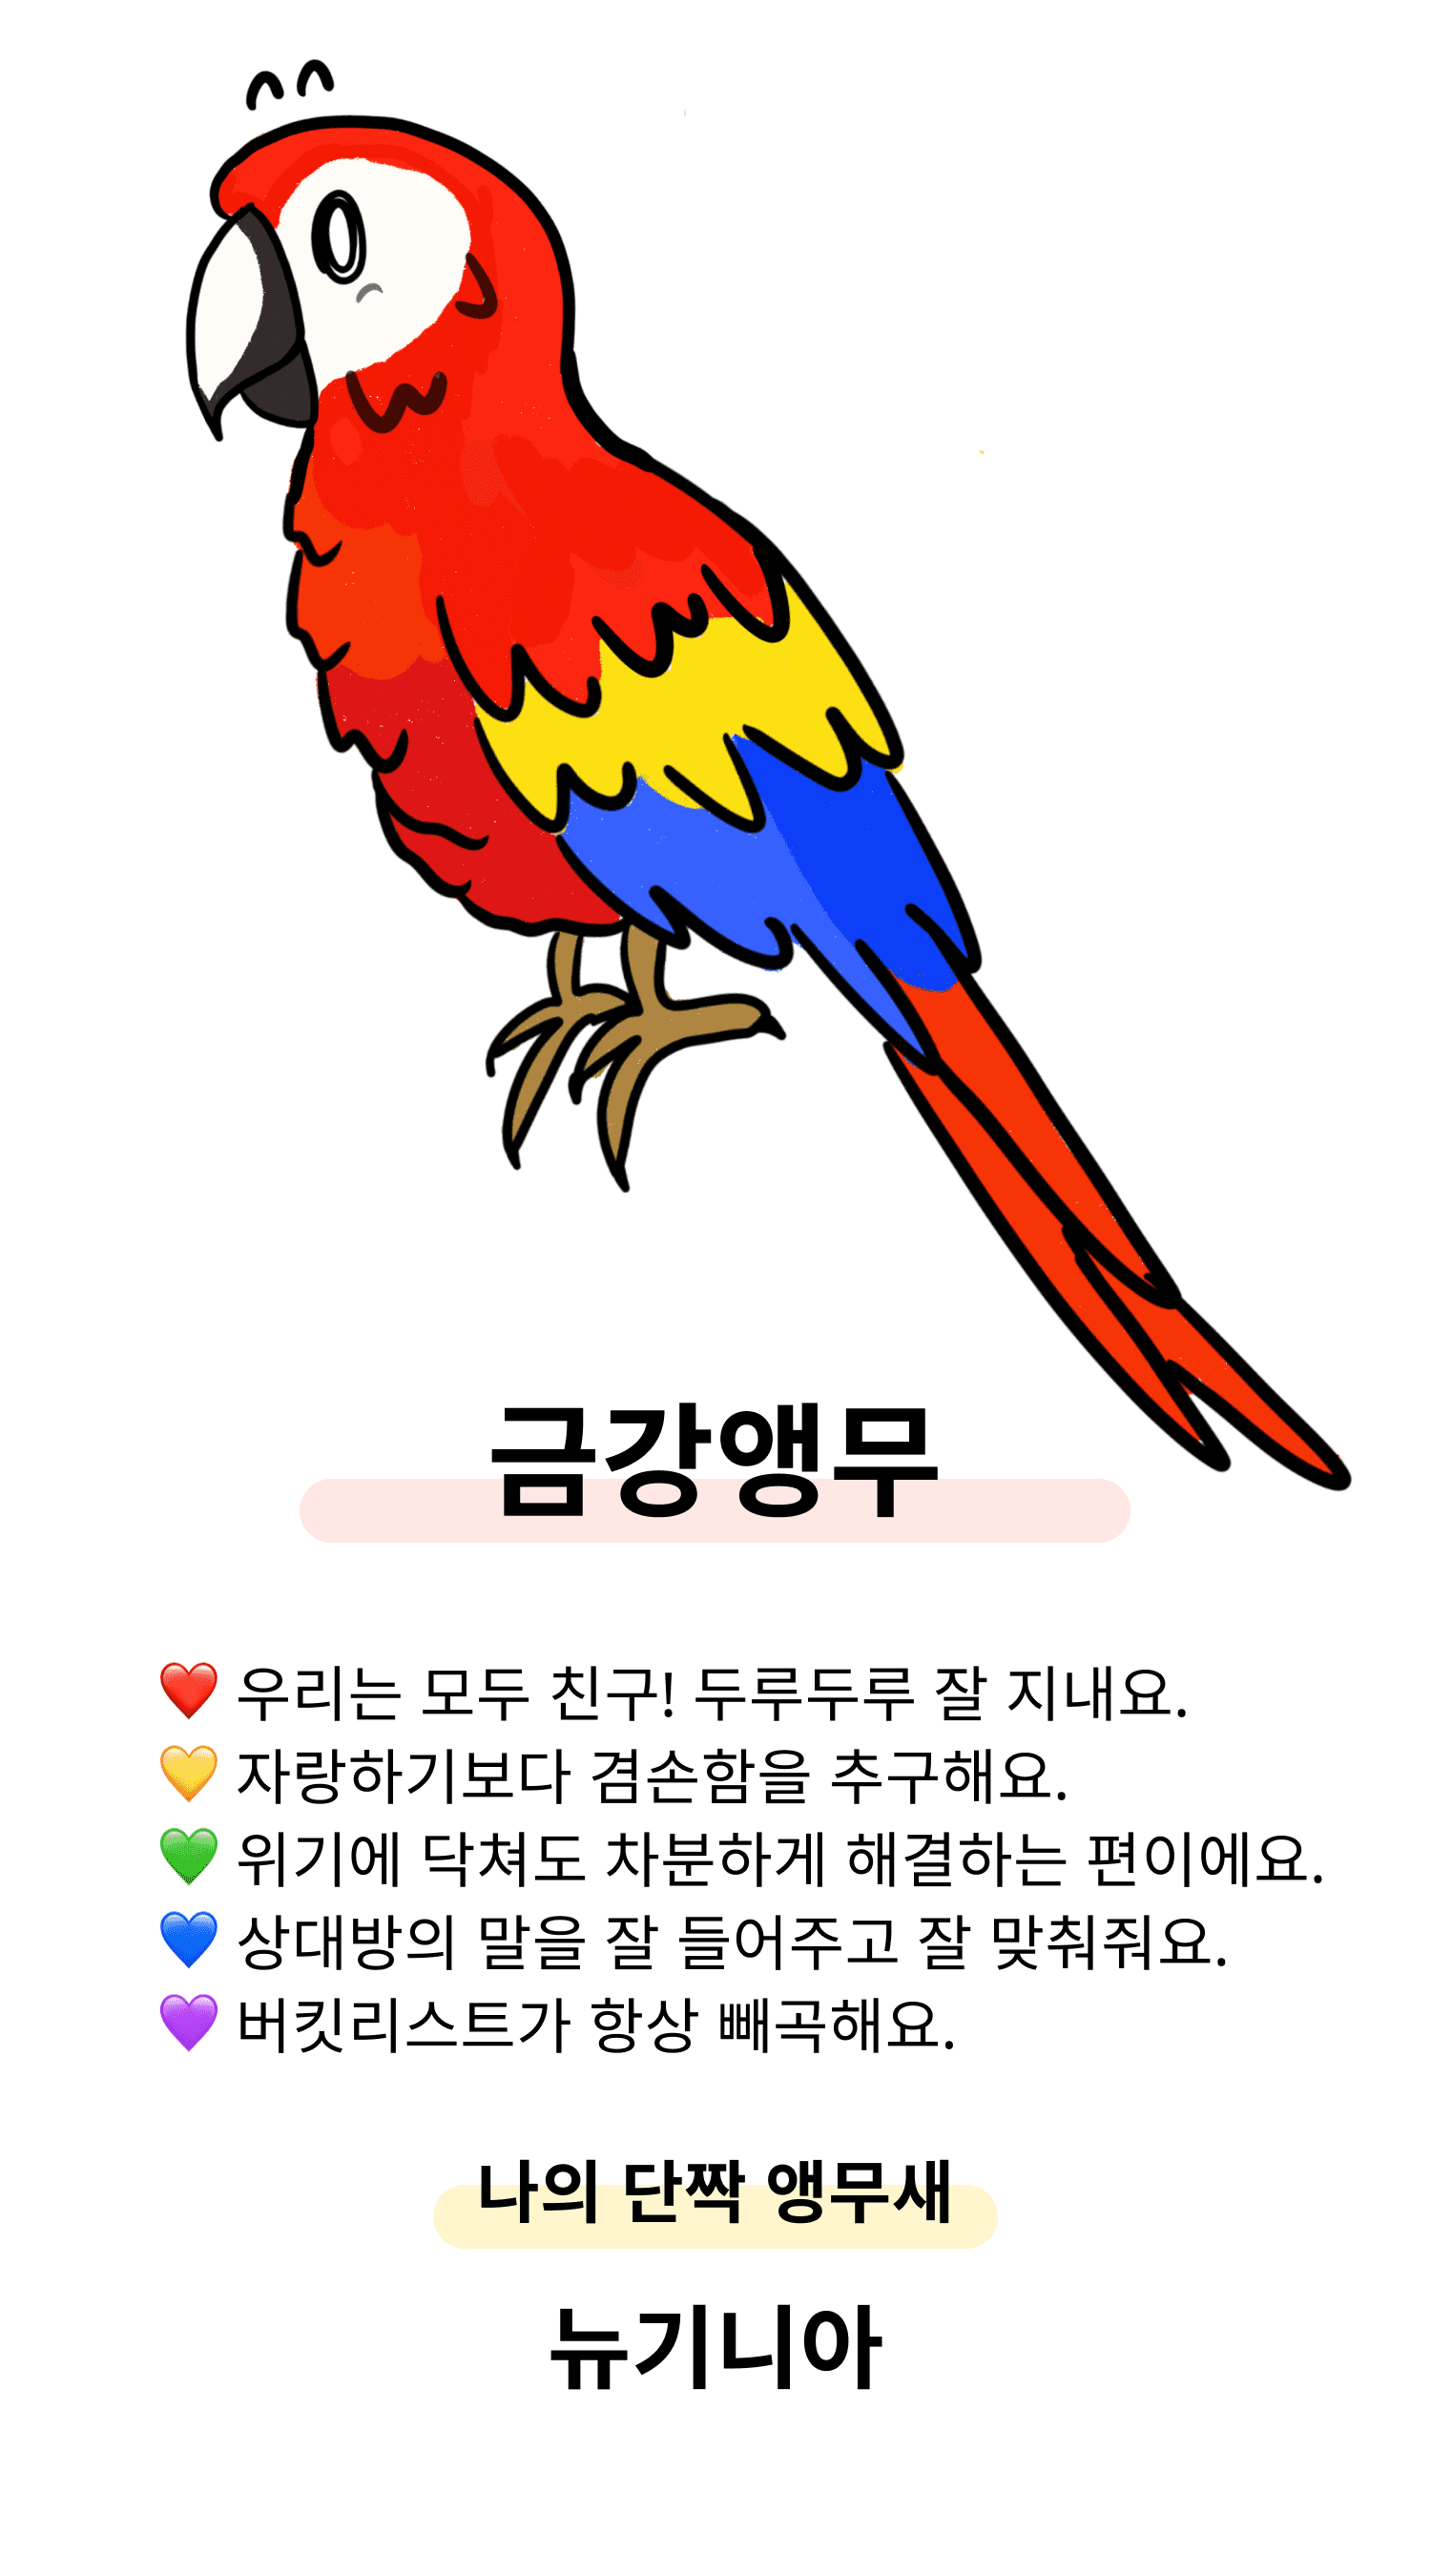 금강앵무
❤️ 우리는 모두 친구! 두루두루 잘 지내요.
💛 자랑하기보다 겸손함을 추구해요.
💚 위기에 닥쳐도 차분하게 해결하는 편이에요.
💙 상대방의 말을 잘 들어주고 잘 맞춰줘요.
💜 버킷리스트가 항상 빼곡해요.
나의 단짝 앵무새
뉴기니아